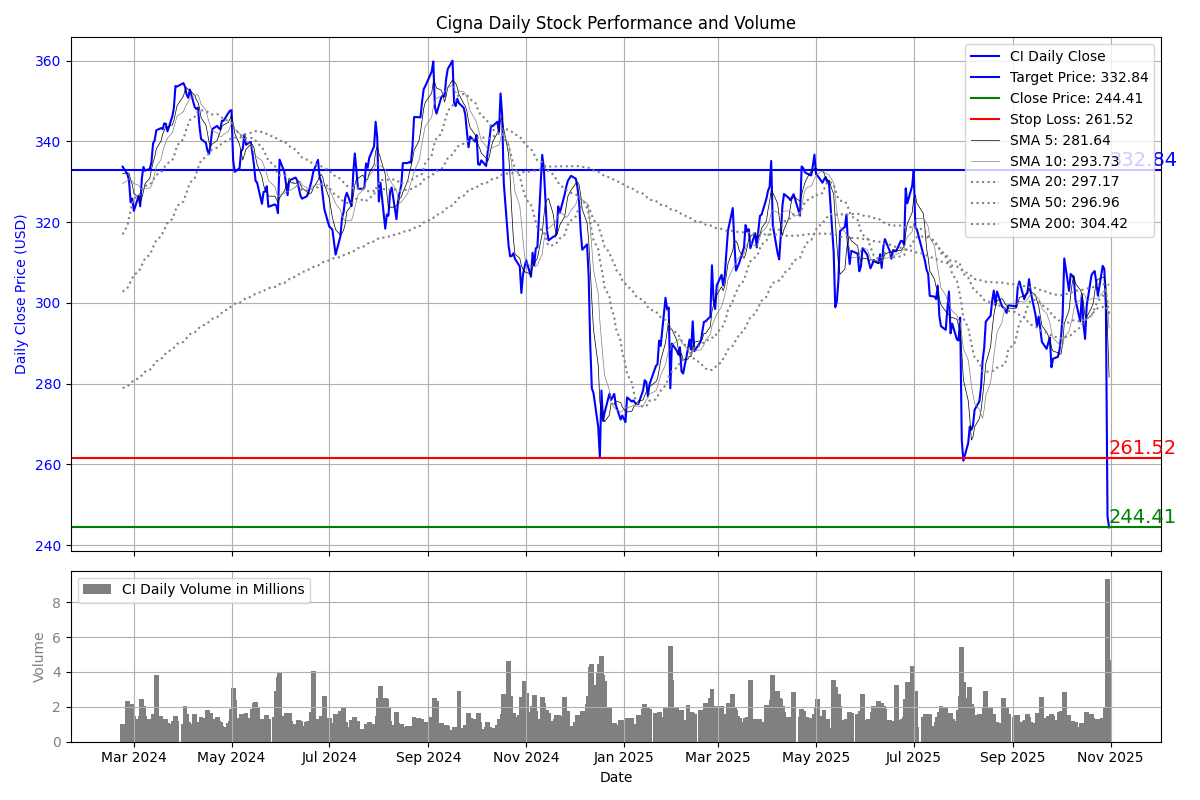 Cigna Daily Stock Performance and Volume
Daily Close Price (USD)
360
340
320
300
280
260
240
CI Daily Close
Target Price: 332.84
Close Price: 244.41
Stop Loss: 261.52
SMA 5: 281.64
SMA 10: 293.73
SMA 20: 297.17
SMA 50: 296.96
SMA 200: 304.42
332.84
261.52
244.41
CI Daily Volume in Millions
Volume
8
6
4
2
0
Mar 2024 May 2024 Jul 2024 Sep 2024 Nov 2024 Jan 2025 Mar 2025 May 2025 Jul 2025 Sep 2025 Nov 2025
Date